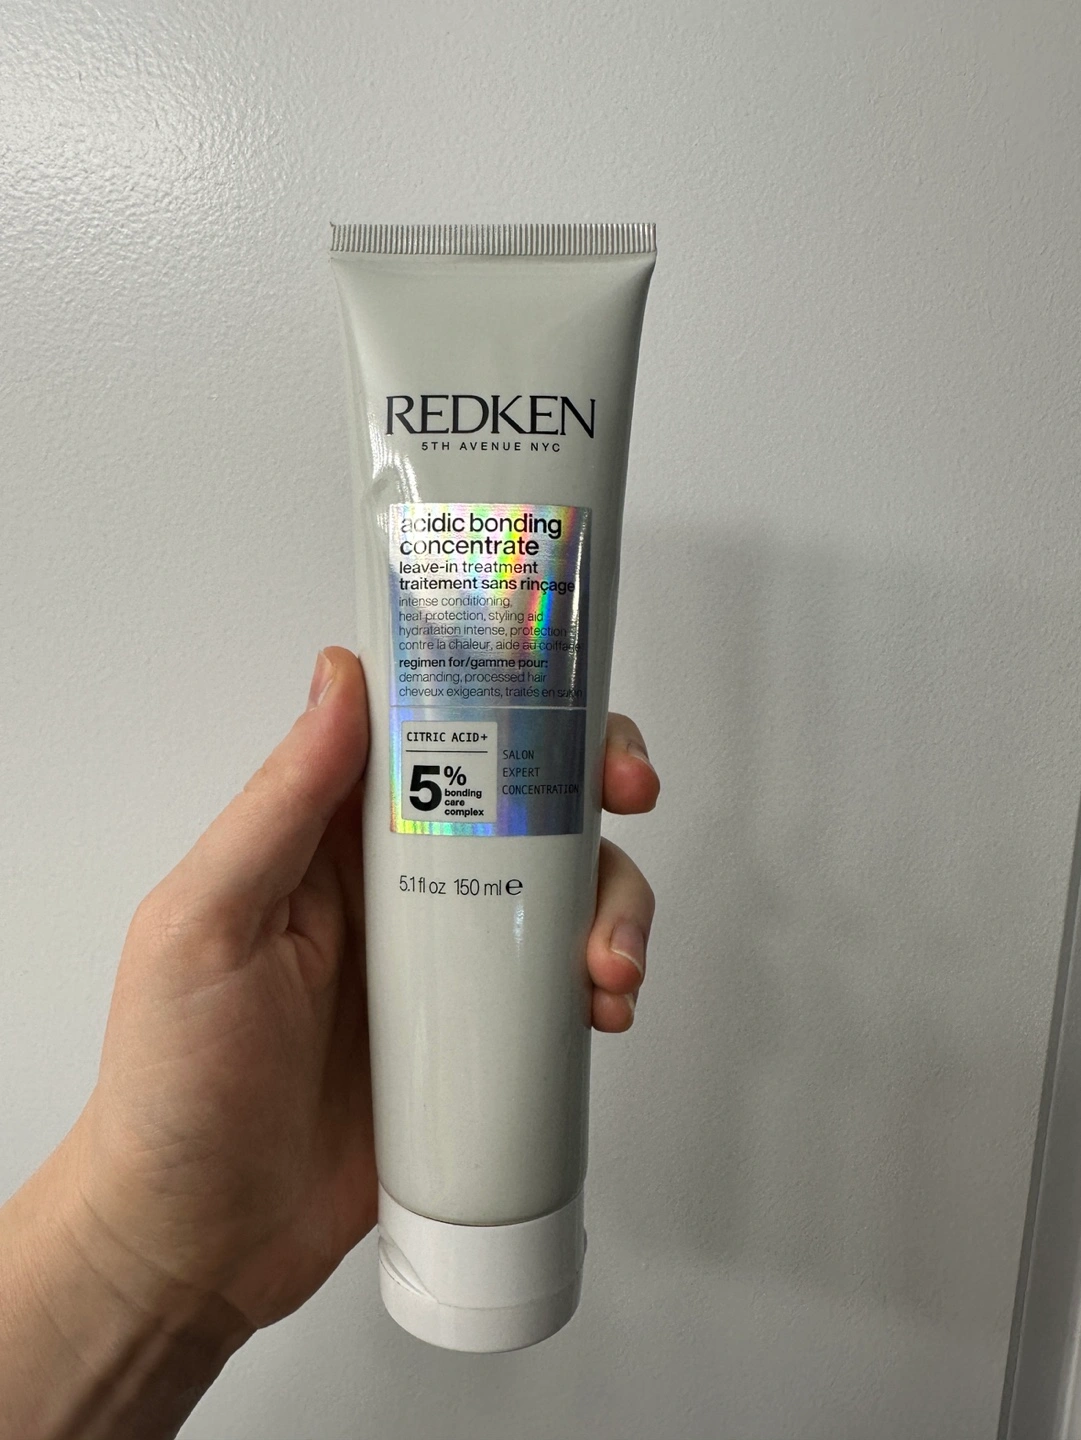 REDKEN
5TH AVENUE NYC
acidic bonding
concentrate
leave-in treatment
traitement sans rinçage
intense conditioning,
heat protection, styling aid
hydratation intense, protection
contre la chaleur, aide au coiffage
regimen for/gamme pour:
demanding, processed hair
cheveux exigeants, traités en salon
CITRIC ACID+
5%
bonding
care
complex
SALON
EXPERT
CONCENTRATION
5.1 fl oz 150 ml ℮